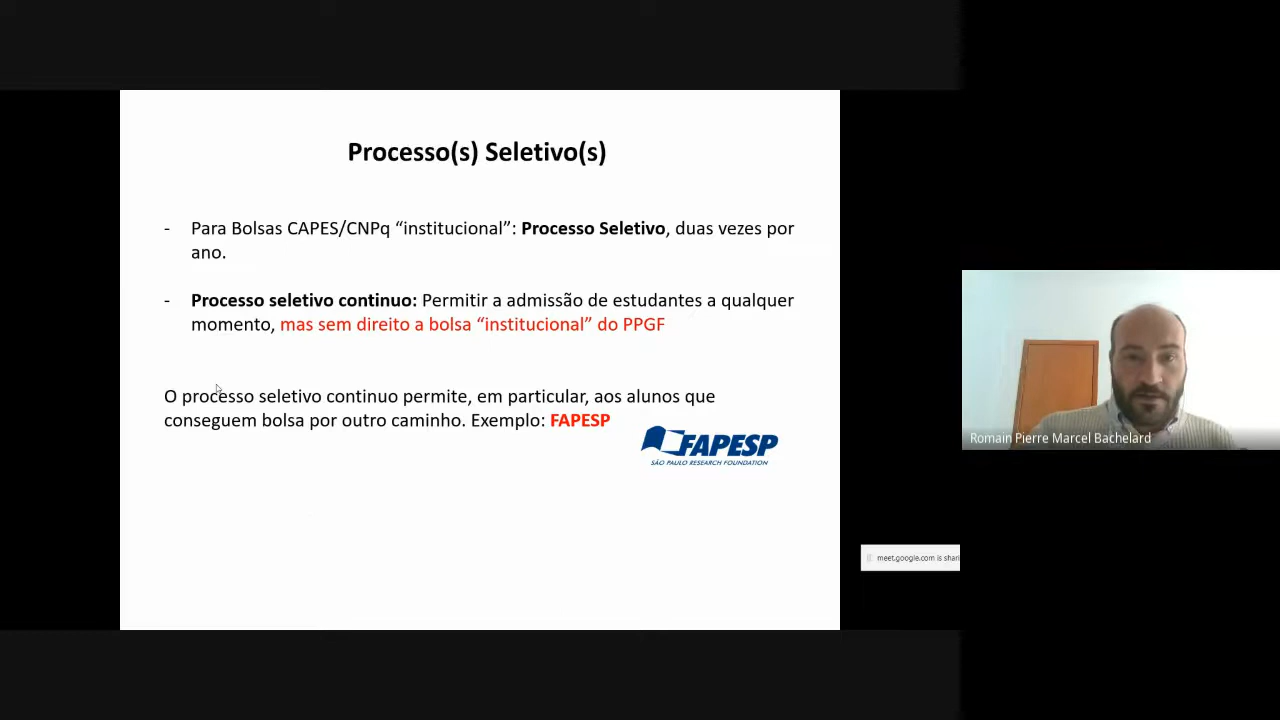 Processo(s) Seletivo(s)
- Para Bolsas CAPES/CNPq “institucional”: Processo Seletivo, duas vezes por
ano.
- Processo seletivo continuo: Permitir a admissão de estudantes a qualquer
momento, mas sem direito a bolsa “institucional” do PPGF
O processo seletivo continuo permite, em particular, aos alunos que
conseguem bolsa por outro caminho. Exemplo: FAPESP
FAPESP
SÃO PAULO RESEARCH FOUNDATION
Romain Pierre Marcel Bachelard
meet.google.com is shari